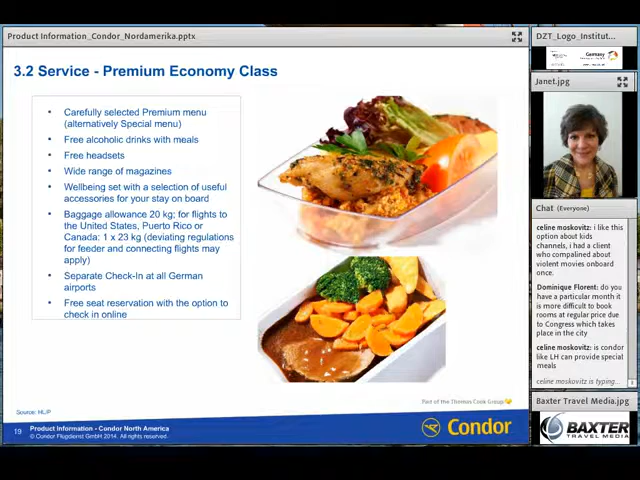 Product Information_Condor_Nordamerika.pptx
3.2 Service - Premium Economy Class
• Carefully selected Premium menu
(alternatively Special menu)
• Free alcoholic drinks with meals
• Free headsets
• Wide range of magazines
• Wellbeing set with a selection of useful
accessories for your stay on board
• Baggage allowance 20 kg; for flights to
the United States, Puerto Rico or
Canada: 1 x 23 kg (deviating regulations
for feeder and connecting flights may
apply)
• Separate Check-In at all German
airports
• Free seat reservation with the option to
check in online
Part of the Thomas Cook Group
Source: HLIP
19 Product Information - Condor North America
© Condor Flugdienst GmbH 2014. All rights reserved.
Condor
DZT_Logo_Institut...
Germany
Janet.jpg
Chat (Everyone)
celine moskovitz: i like this
option about kids
channels, i had a client
who compalined about
violent movies onboard
once.
Dominique Florent: do you
have a particular month it
is more difficult to book
rooms at regular price due
to Congress which takes
place in the city
celine moskovitz: is condor
like LH can provide special
meals
celine moskovitz is typing...
Baxter Travel Media.jpg
BAXTER
TRAVEL MEDIA